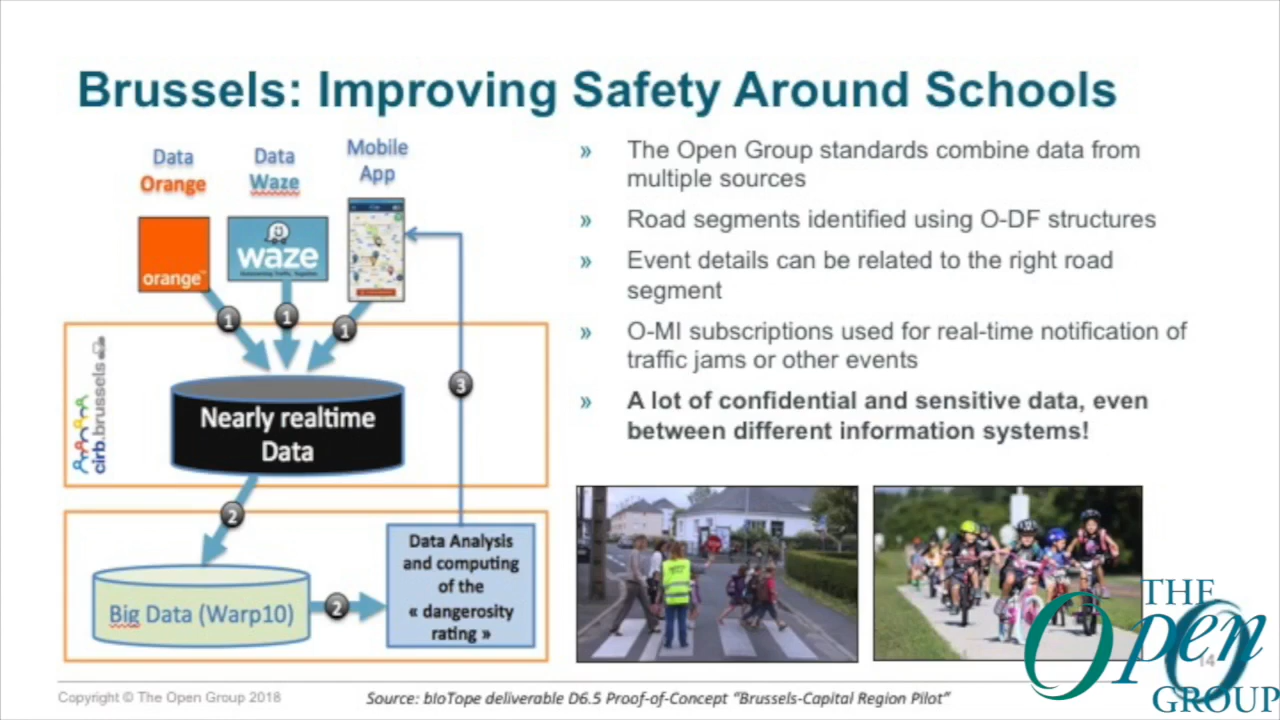 Brussels: Improving Safety Around Schools
Data
Orange
Data
Waze
Mobile
App
orange™
waze
1
1
1
cirb.brussels
Nearly realtime
Data
3
2
Big Data (Warp10)
2
Data Analysis
and computing
of the
« dangerosity
rating »
» The Open Group standards combine data from
multiple sources
» Road segments identified using O-DF structures
» Event details can be related to the right road
segment
» O-MI subscriptions used for real-time notification of
traffic jams or other events
» A lot of confidential and sensitive data, even
between different information systems!
THE
Open
GROUP
14
Copyright © The Open Group 2018
Source: bIoTope deliverable D6.5 Proof-of-Concept “Brussels-Capital Region Pilot”